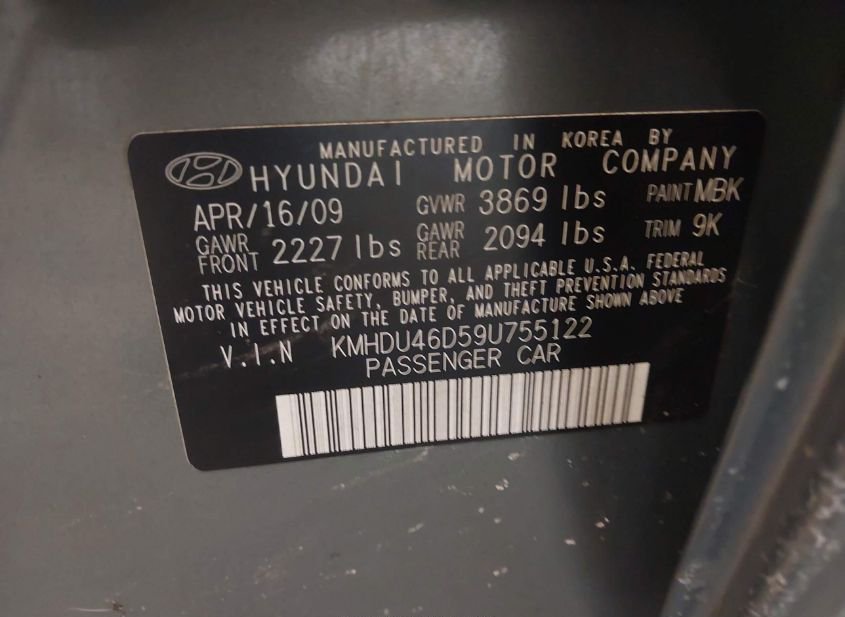 MANUFACTURED IN KOREA BY
HYUNDAI MOTOR COMPANY
APR/16/09 GVWR 3869 lbs PAINT MBK
GAWR FRONT 2227 lbs GAWR REAR 2094 lbs TRIM 9K
THIS VEHICLE CONFORMS TO ALL APPLICABLE U.S.A. FEDERAL
MOTOR VEHICLE SAFETY, BUMPER, AND THEFT PREVENTION STANDARDS
IN EFFECT ON THE DATE OF MANUFACTURE SHOWN ABOVE
V.I.N KMHDU46D59U755122
PASSENGER CAR